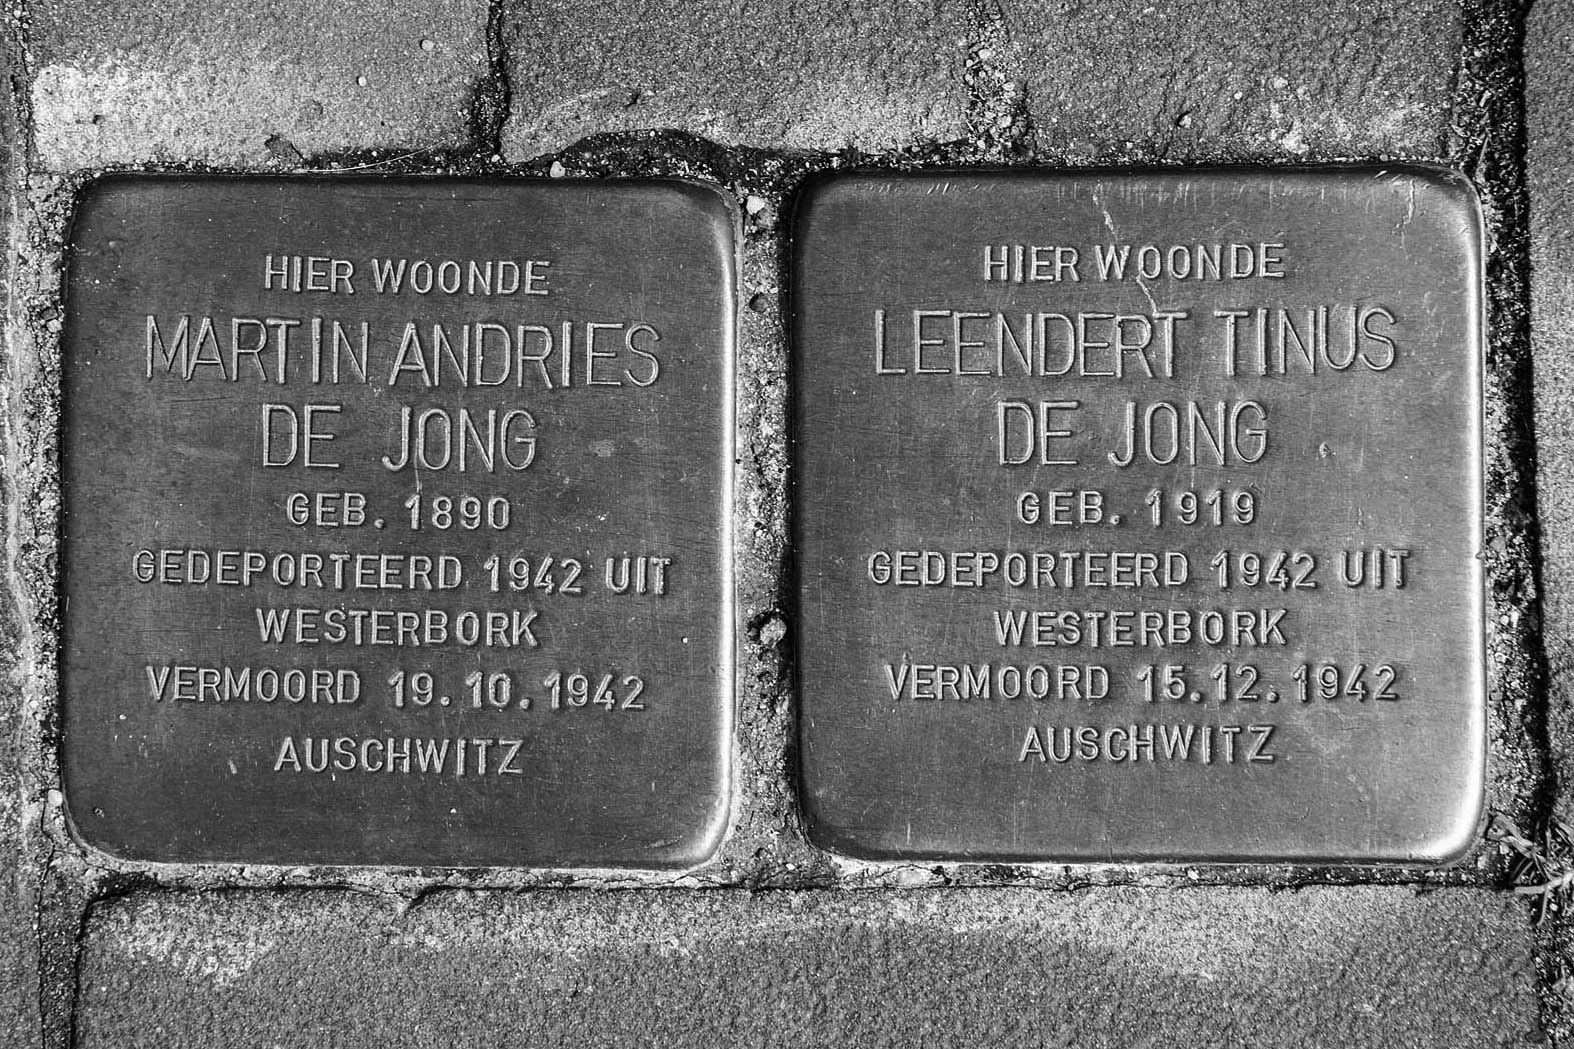 HIER WOONDE
MARTIN ANDRIES
DE JONG
GEB. 1890
GEDEPORTEERD 1942 UIT
WESTERBORK
VERMOORD 19.10.1942
AUSCHWITZ
HIER WOONDE
LEENDERT TINUS
DE JONG
GEB. 1919
GEDEPORTEERD 1942 UIT
WESTERBORK
VERMOORD 15.12.1942
AUSCHWITZ